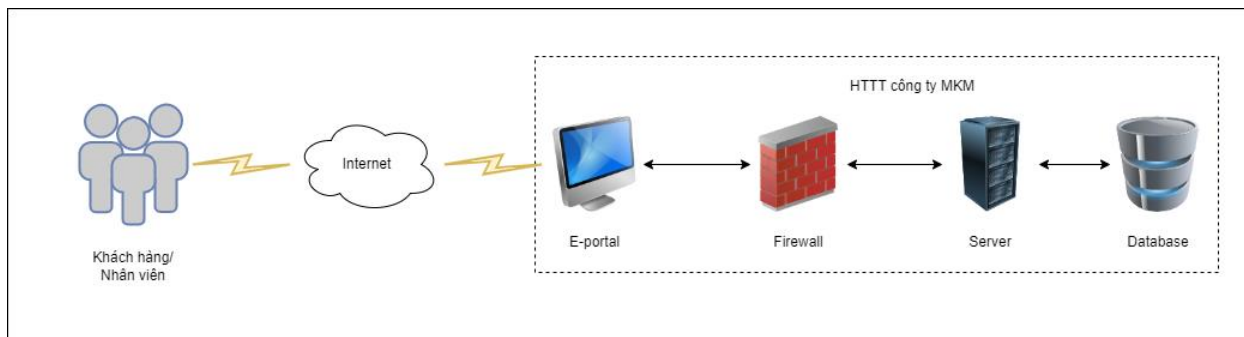 HTTT công ty MKM
Internet
E-portal
Firewall
Server
Database
Khách hàng/
Nhân viên